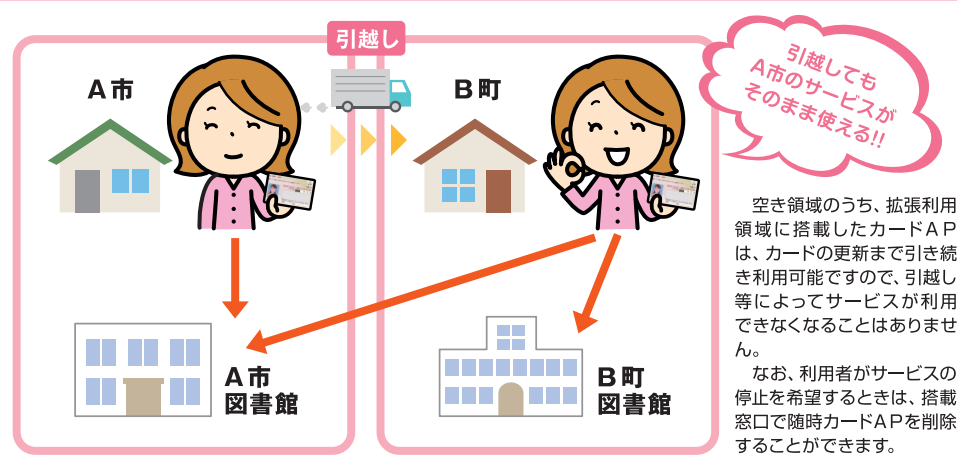 引越し
A市
B町
引越しても
A市のサービスが
そのまま使える!!
A市
図書館
B町
図書館
　空き領域のうち、拡張利用
領域に搭載したカードAP
は、カードの更新まで引き続
き利用可能ですので、引越し
等によってサービスが利用
できなくなることはありませ
ん。
　なお、利用者がサービスの
停止を希望するときは、搭載
窓口で随時カードAPを削除
することができます。